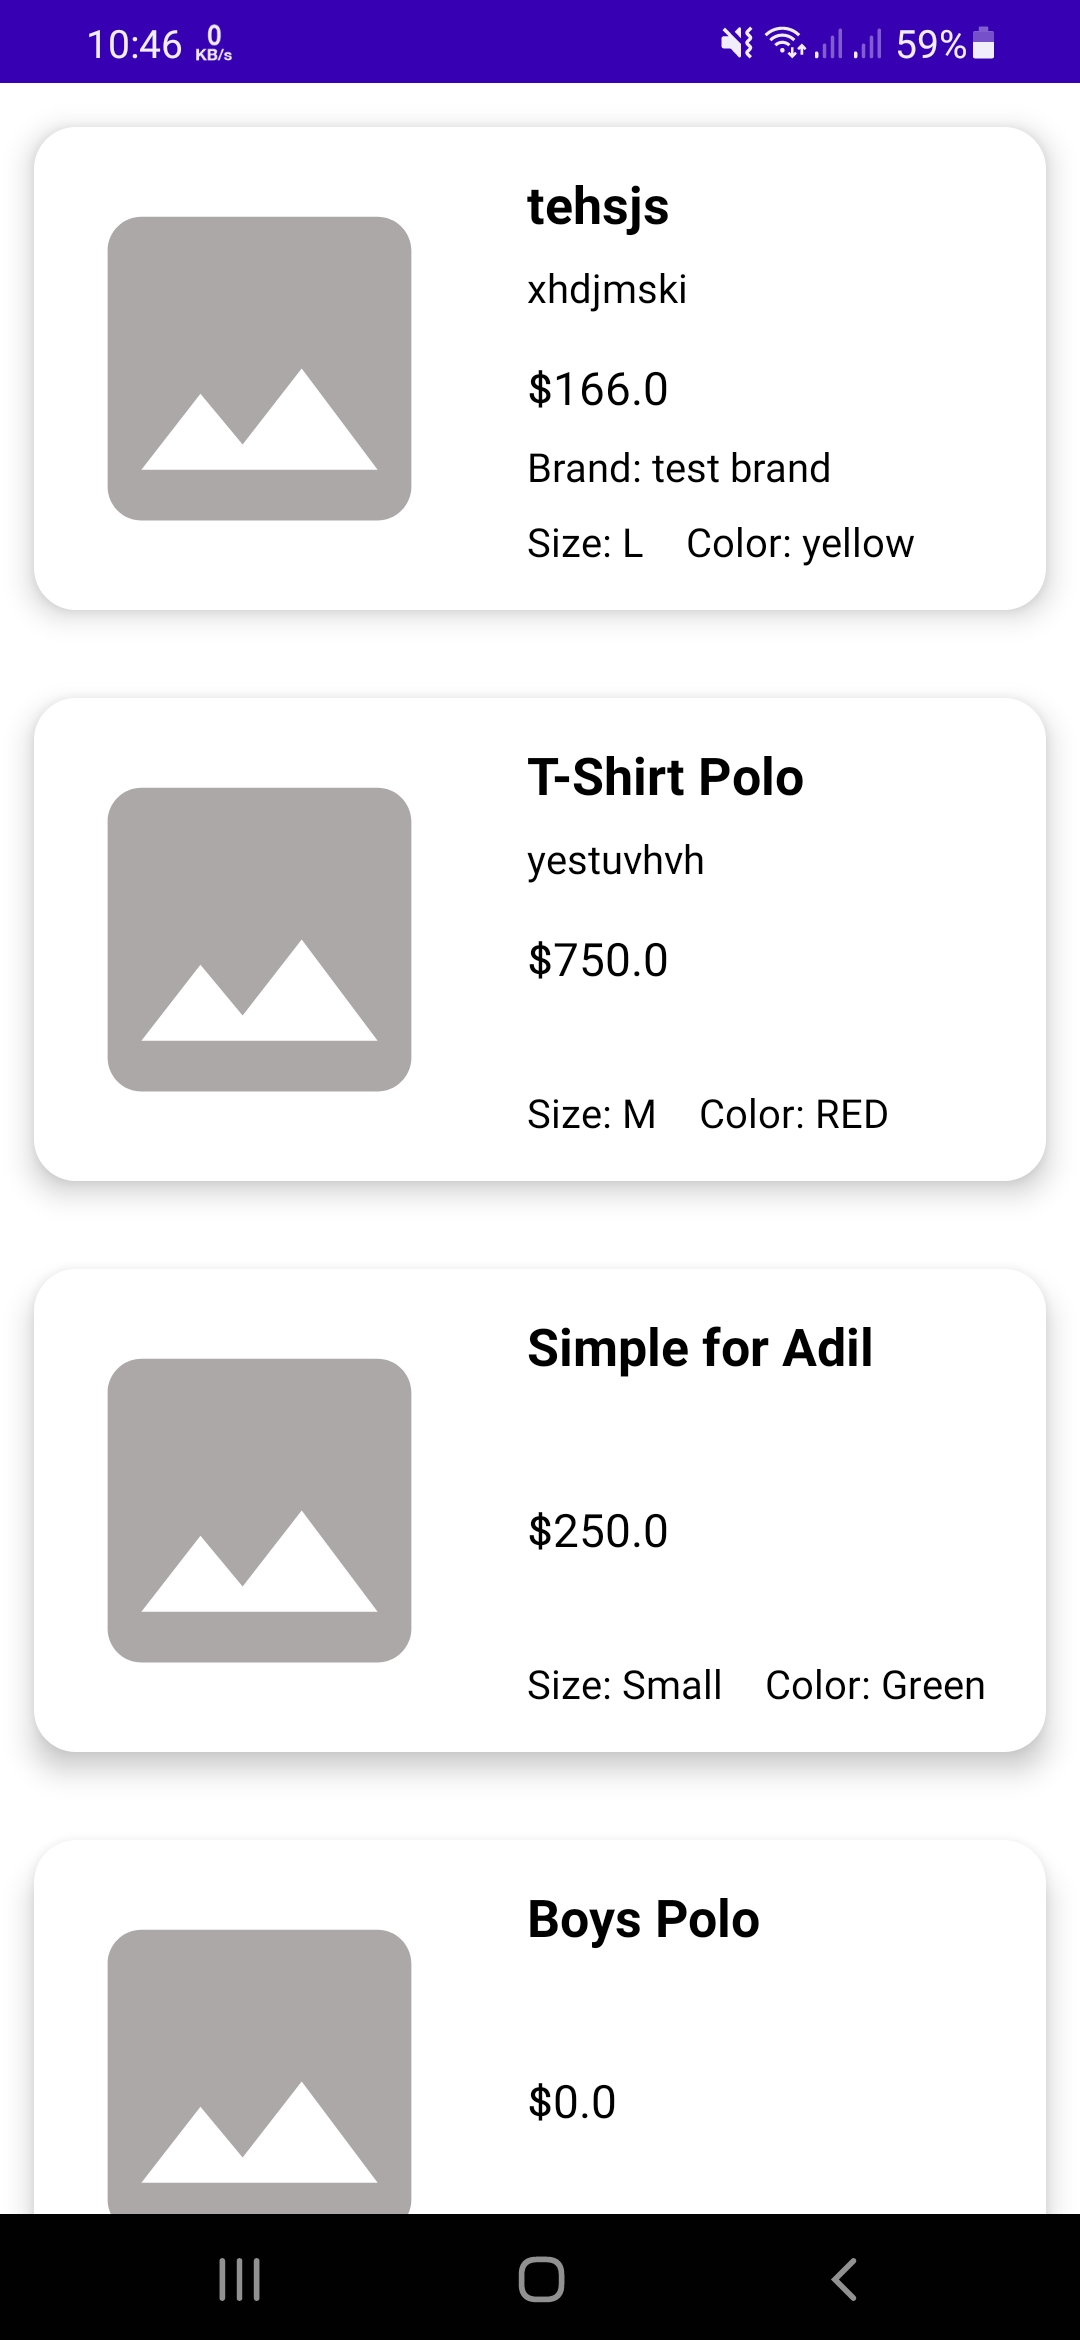 10:46 0 KB/s 59%
tehsjs
xhdjmski
$166.0
Brand: test brand
Size: L Color: yellow
T-Shirt Polo
yestuvhvh
$750.0
Size: M Color: RED
Simple for Adil
$250.0
Size: Small Color: Green
Boys Polo
$0.0